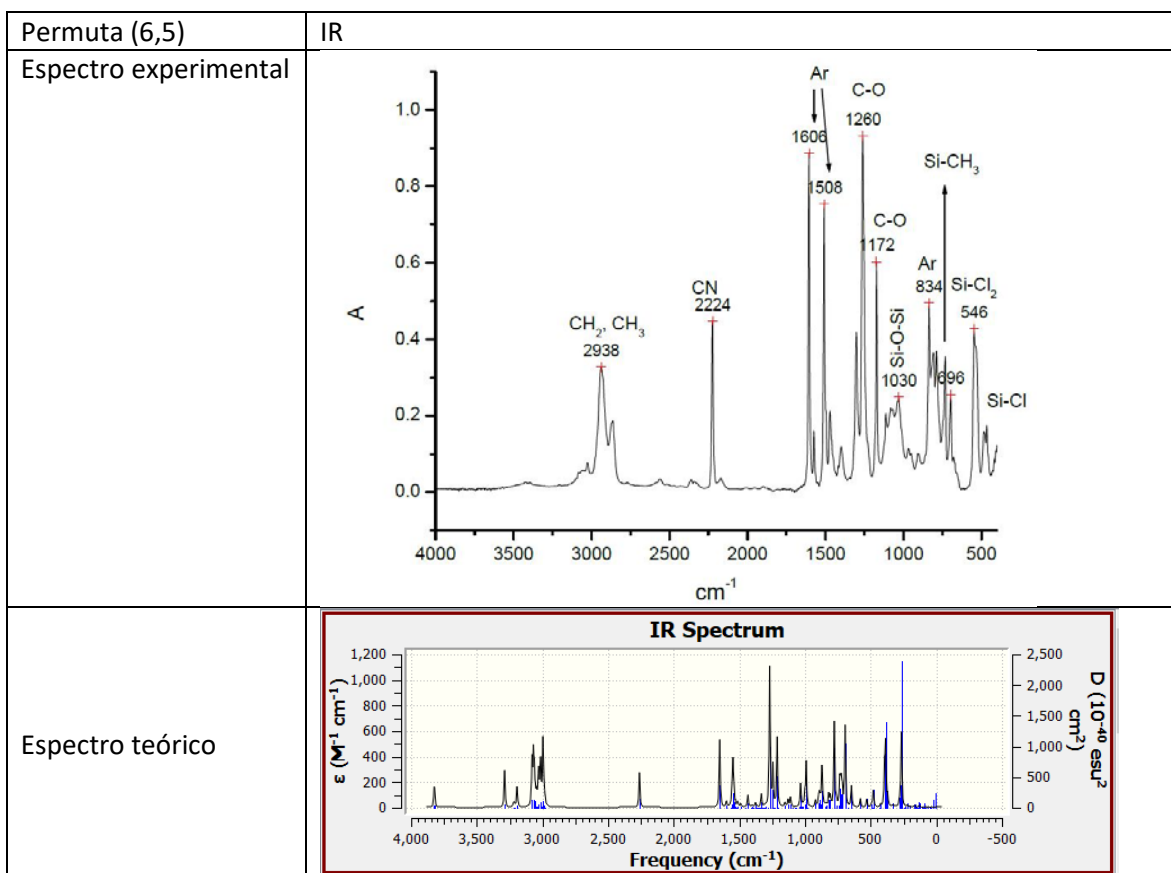 Permuta (6,5)
IR
Espectro experimental
Ar
C-O
1260
1606
Si-CH3
1508
C-O
1172
Ar
834
Si-Cl2
546
CN
2224
CH2, CH3
2938
Si-O-Si
1030
696
Si-Cl
A
1.0
0.8
0.6
0.4
0.2
0.0
4000 3500 3000 2500 2000 1500 1000 500
cm-1
Espectro teórico
IR Spectrum
ε (M-1 cm-1)
1,200
1,000
800
600
400
200
0
2,500
2,000
1,500
1,000
500
0
D (10-40 esu2 cm2)
4,000 3,500 3,000 2,500 2,000 1,500 1,000 500 0 -500
Frequency (cm-1)